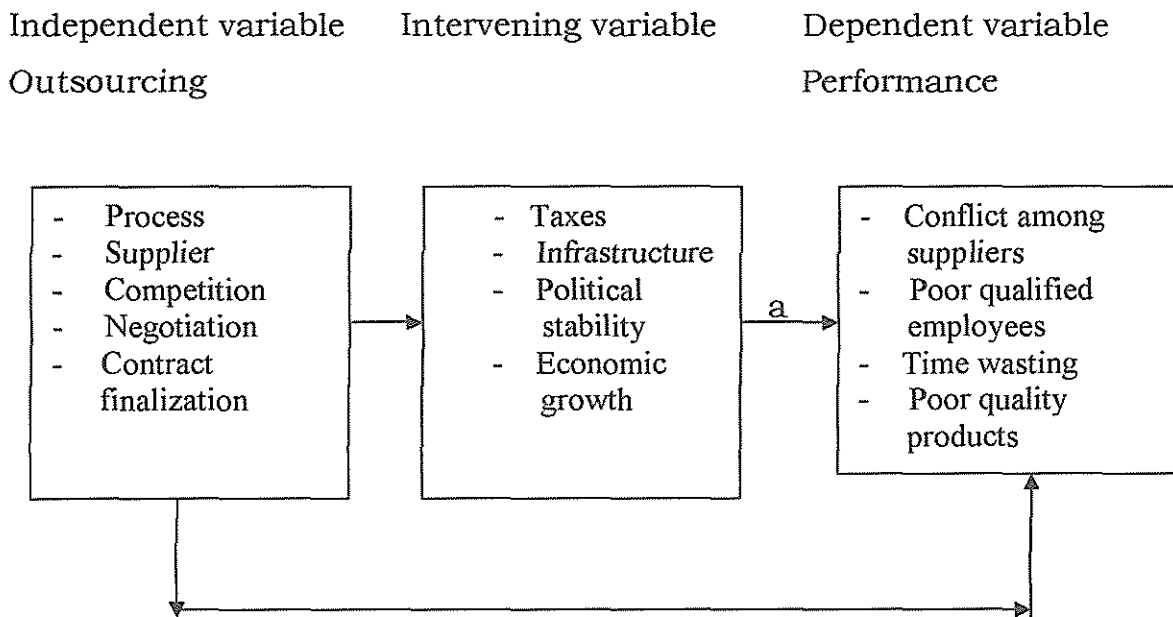 Independent variable Intervening variable Dependent variable
Outsourcing Performance
- Process
- Supplier
- Competition
- Negotiation
- Contract
finalization
- Taxes
- Infrastructure
- Political
stability
- Economic
growth
a
- Conflict among
suppliers
- Poor qualified
employees
- Time wasting
- Poor quality
products